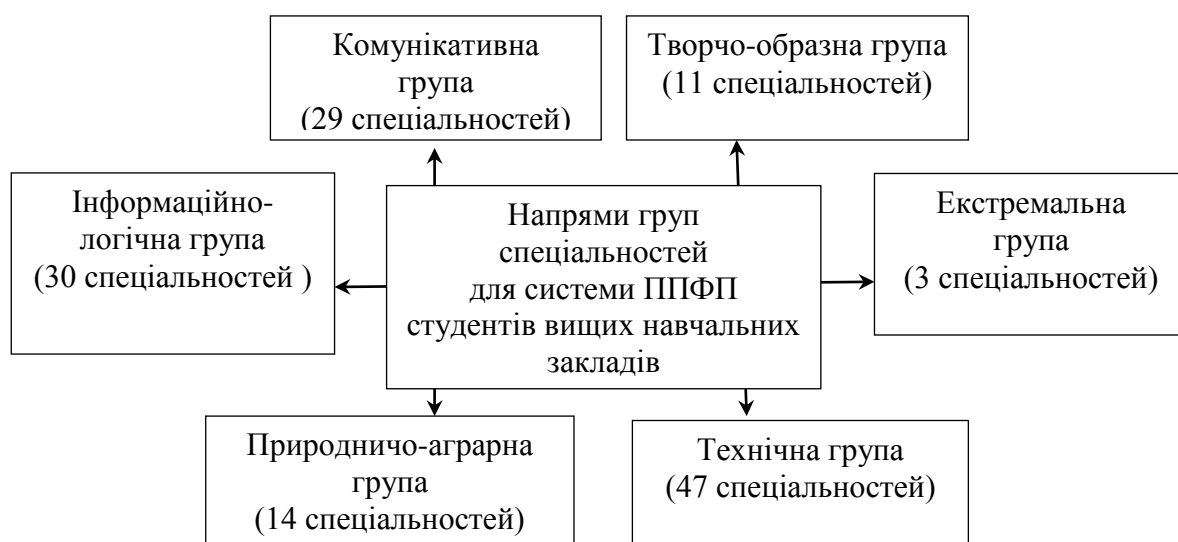 Комунікативна
група
(29 спеціальностей)
Творчо-образна група
(11 спеціальностей)
Інформаційно-
логічна група
(30 спеціальностей )
Напрями груп
спеціальностей
для системи ППФП
студентів вищих навчальних
закладів
Екстремальна
група
(3 спеціальностей)
Природничо-аграрна
група
(14 спеціальностей)
Технічна група
(47 спеціальностей)